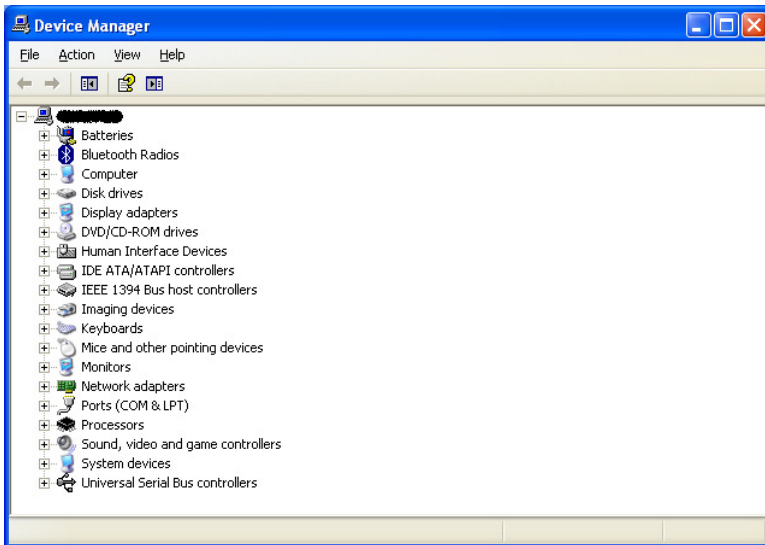 Device Manager
File Action View Help
Batteries
Bluetooth Radios
Computer
Disk drives
Display adapters
DVD/CD-ROM drives
Human Interface Devices
IDE ATA/ATAPI controllers
IEEE 1394 Bus host controllers
Imaging devices
Keyboards
Mice and other pointing devices
Monitors
Network adapters
Ports (COM & LPT)
Processors
Sound, video and game controllers
System devices
Universal Serial Bus controllers